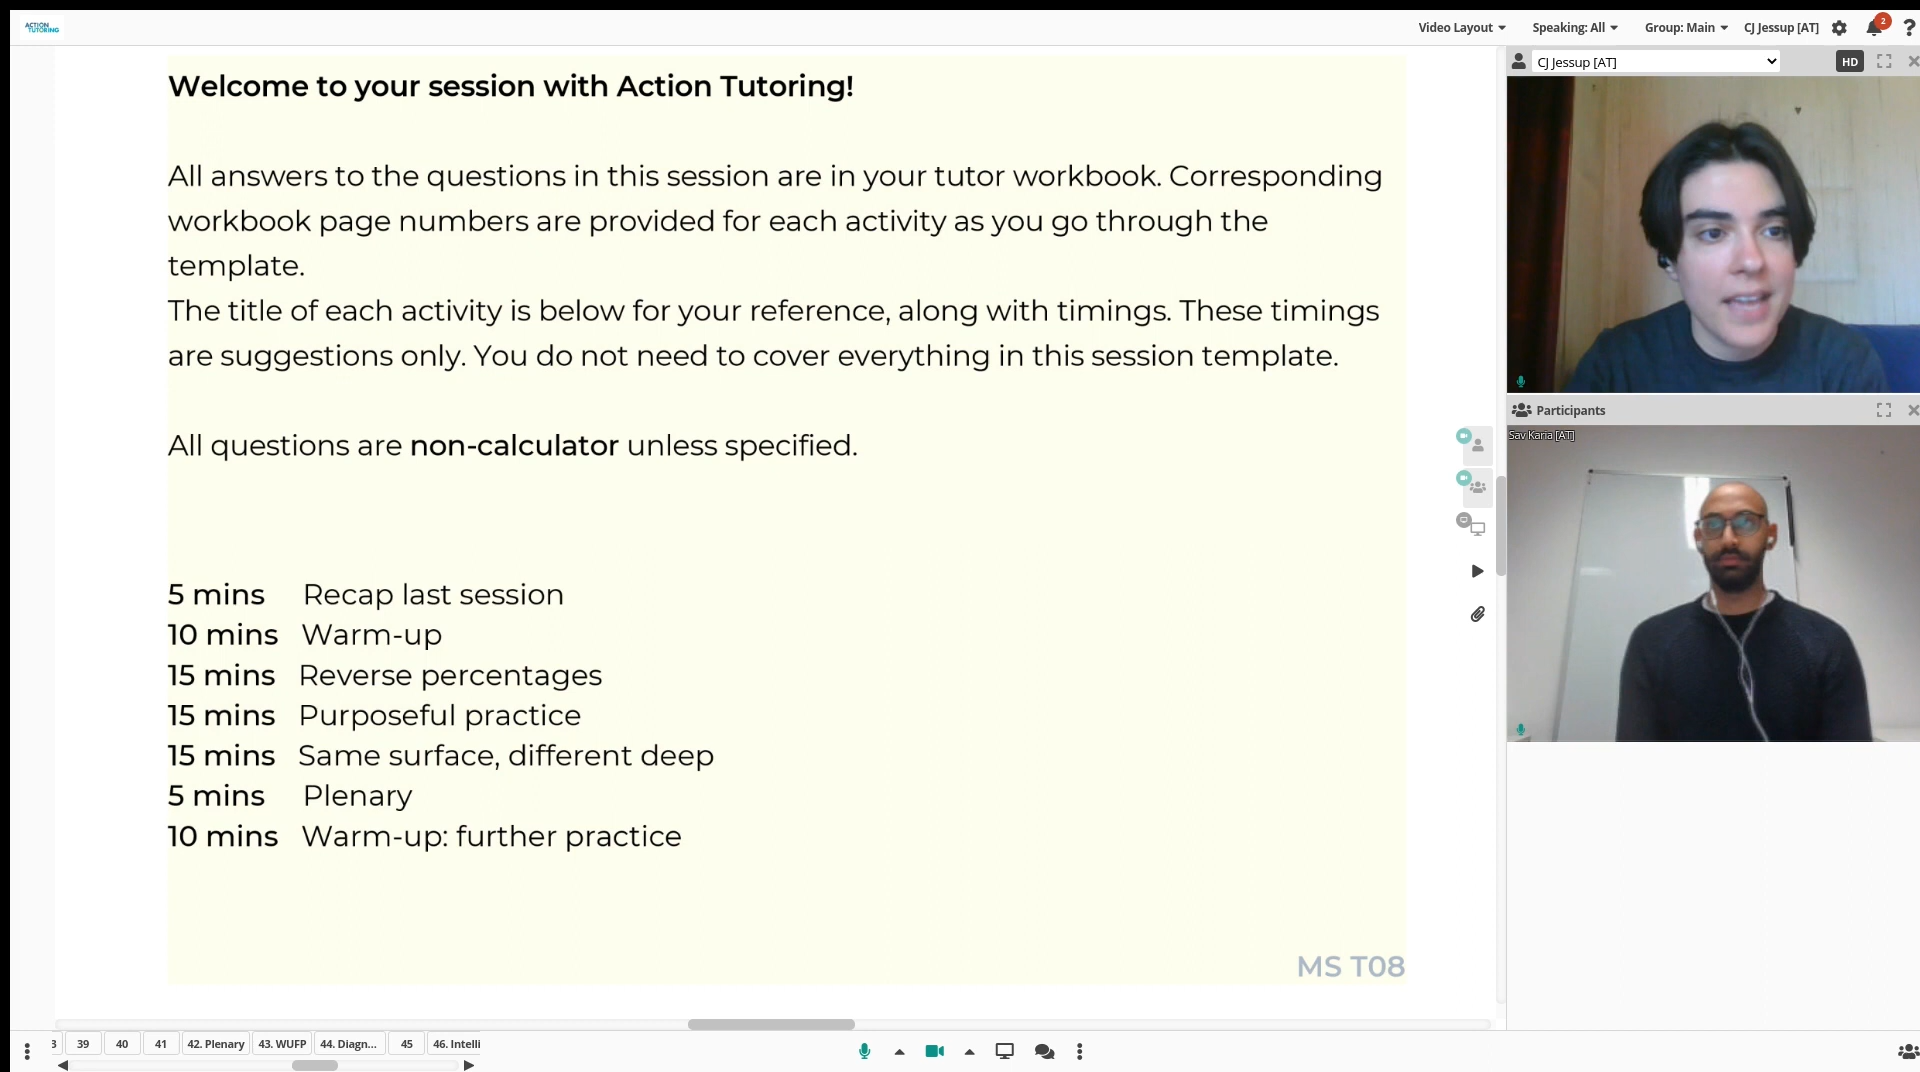 ACTION
TUTORING
Video Layout
Speaking: All
Group: Main
CJ Jessup [AT]
2
?
CJ Jessup [AT]
HD
Welcome to your session with Action Tutoring!
All answers to the questions in this session are in your tutor workbook. Corresponding
workbook page numbers are provided for each activity as you go through the
template.
The title of each activity is below for your reference, along with timings. These timings
are suggestions only. You do not need to cover everything in this session template.
All questions are non-calculator unless specified.
5 mins Recap last session
10 mins Warm-up
15 mins Reverse percentages
15 mins Purposeful practice
15 mins Same surface, different deep
5 mins Plenary
10 mins Warm-up: further practice
MS T08
Participants
Sav Karia [AT]
39
40
41
42. Plenary
43. WUFP
44. Diagn...
45
46. Intelli